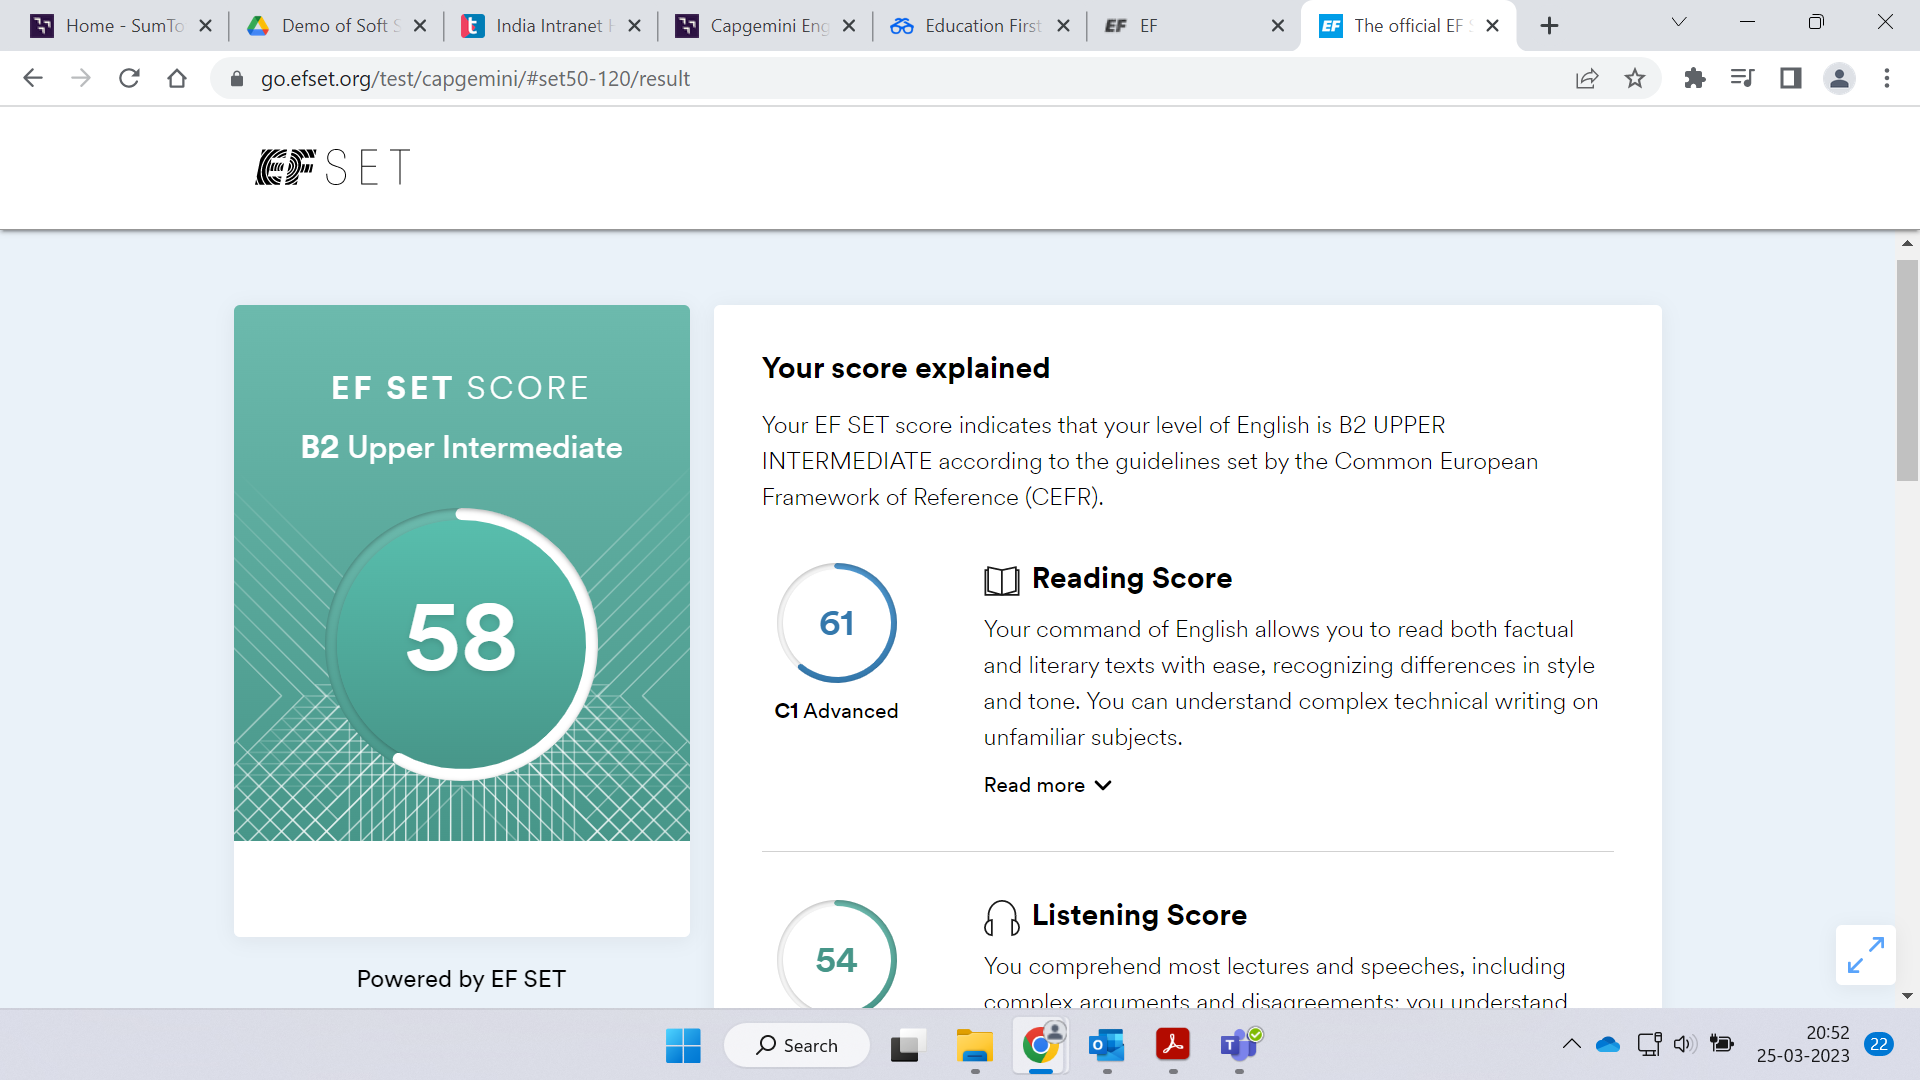 Home - SumTo
Demo of Soft S
India Intranet H
Capgemini Eng
Education First
EF
The official EF S
go.efset.org/test/capgemini/#set50-120/result
EF SET
EF SET SCORE
B2 Upper Intermediate
58
Powered by EF SET
Your score explained
Your EF SET score indicates that your level of English is B2 UPPER
INTERMEDIATE according to the guidelines set by the Common European
Framework of Reference (CEFR).
61
C1 Advanced
Reading Score
Your command of English allows you to read both factual
and literary texts with ease, recognizing differences in style
and tone. You can understand complex technical writing on
unfamiliar subjects.
Read more
54
Listening Score
You comprehend most lectures and speeches, including
complex arguments and disagreements; you understand
Search
20:52
25-03-2023
22